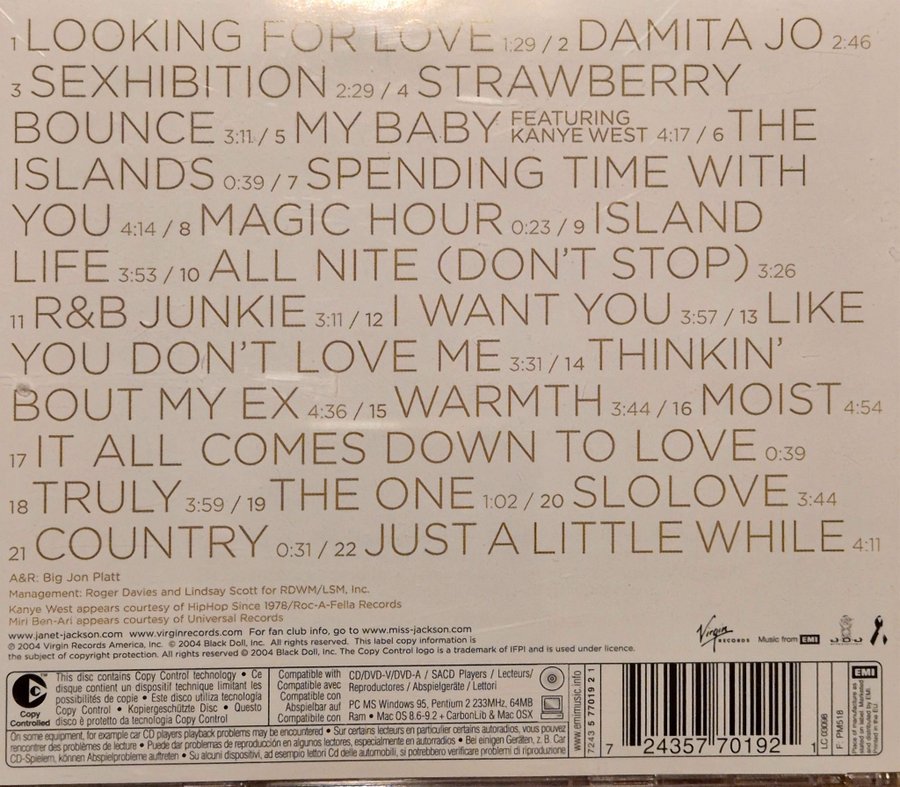 1 LOOKING FOR LOVE 1:29 / 2 DAMITA JO 2:46
3 SEXHIBITION 2:29 / 4 STRAWBERRY
BOUNCE 3:11 / 5 MY BABY FEATURING KANYE WEST 4:17 / 6 THE
ISLANDS 0:39 / 7 SPENDING TIME WITH
YOU 4:14 / 8 MAGIC HOUR 0:23 / 9 ISLAND
LIFE 3:53 / 10 ALL NITE (DON'T STOP) 3:26
11 R&B JUNKIE 3:11 / 12 I WANT YOU 3:57 / 13 LIKE
YOU DON'T LOVE ME 3:31 / 14 THINKIN'
BOUT MY EX 4:36 / 15 WARMTH 3:44 / 16 MOIST 4:54
17 IT ALL COMES DOWN TO LOVE 0:39
18 TRULY 3:59 / 19 THE ONE 1:02 / 20 SLOLOVE 3:44
21 COUNTRY 0:31 / 22 JUST A LITTLE WHILE 4:11
A&R: Big Jon Platt
Management: Roger Davies and Lindsay Scott for RDWM/LSM, Inc.
Kanye West appears courtesy of HipHop Since 1978/Roc-A-Fella Records
Miri Ben-Ari appears courtesy of Universal Records
www.janet-jackson.com www.virginrecords.com For fan club info, go to www.miss-jackson.com
℗ 2004 Virgin Records America, Inc. © 2004 Black Doll, Inc. All rights reserved. This label copy information is
the subject of copyright protection. All rights reserved © 2004 Black Doll, Inc. The Copy Control logo is a trademark of IFPI and is used under licence.
Virgin RECORDS
Music from EMI
JDJ
Copy Controlled
This disc contains Copy Control technology • Ce
disque contient un dispositif technique limitant les
possibilités de copie • Este disco utiliza tecnologia
Copy Control • Kopiergeschützte Disc • Questo
disco è protetto da tecnologia Copy Control
Compatible with
Compatible avec
Compatible con
Abspielbar auf
Compatibile con
CD/DVD-V/DVD-A / SACD Players / Lecteurs/
Reproductores / Abspielgeräte / Lettori
PC MS Windows 95, Pentium 2 233MHz, 64MB
Ram • Mac OS 8.6-9.2 + CarbonLib & Mac OSX
On some equipment, for example car CD players playback problems may be encountered • Sur certains lecteurs en particulier certains autoradios, vous pouvez
rencontrer des problèmes de lecture • Puede dar problemas de reproducción en algunos lectores, especialmente en autorradios • Bei einigen Geräten, z. B. Car
CD-Spielern, können Abspielprobleme auftreten • Su alcuni dispositivi, ad esempio lettori Cd delle automobili, si potrebbero verificare problemi di riproduzione
www.emimusic.info
7243 5 77019 2 1
7 24357 70192 1
LC 03098
F: PM518
EMI
Place of manufacture as
stated on label. Marketed
and distributed by EMI.
Printed in the EU.